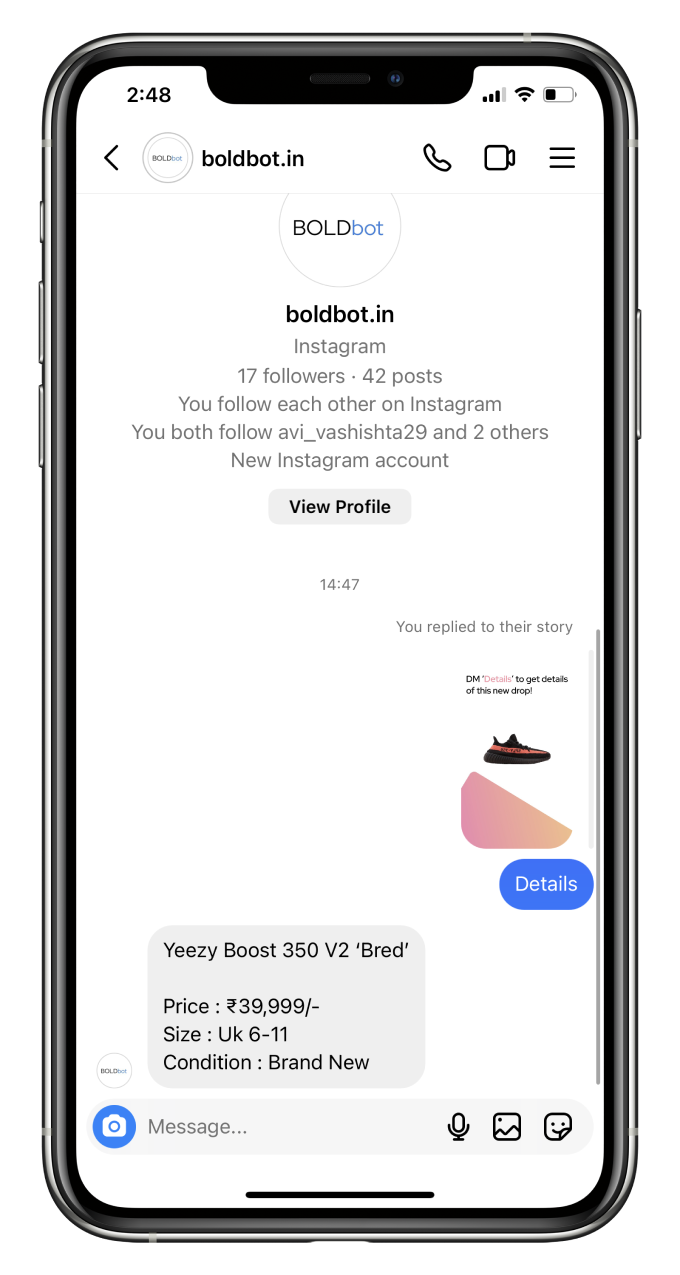 2:48
BOLDbot
boldbot.in
BOLDbot
boldbot.in
Instagram
17 followers · 42 posts
You follow each other on Instagram
You both follow avi_vashishta29 and 2 others
New Instagram account
View Profile
14:47
You replied to their story
DM ‘Details’ to get details
of this new drop!
Details
Yeezy Boost 350 V2 ‘Bred’
Price : ₹39,999/-
Size : Uk 6-11
Condition : Brand New
BOLDbot
Message...